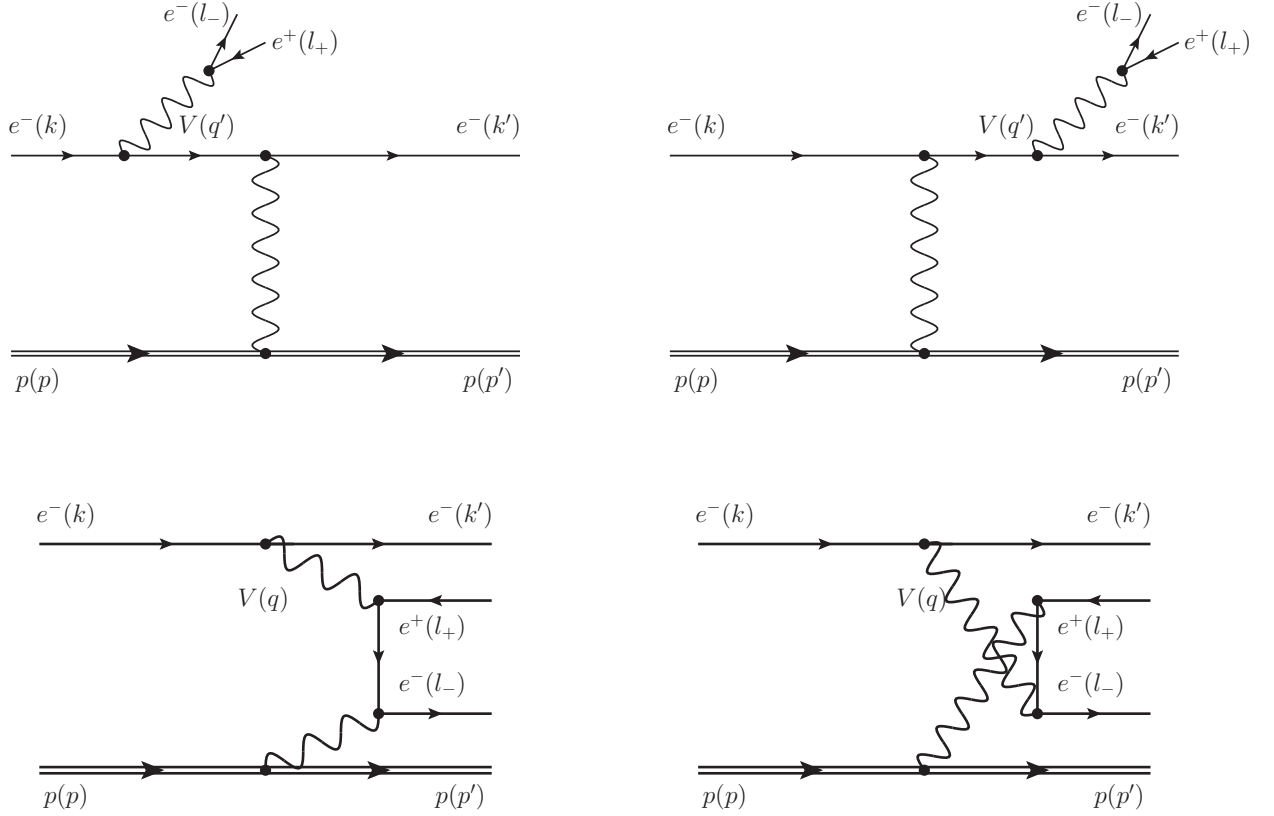 e⁻(l₋)
e⁺(l₊)
e⁻(k)
V(q′)
e⁻(k′)
p(p)
p(p′)
e⁻(l₋)
e⁺(l₊)
e⁻(k)
V(q′)
e⁻(k′)
p(p)
p(p′)
e⁻(k)
e⁻(k′)
V(q)
e⁺(l₊)
e⁻(l₋)
p(p)
p(p′)
e⁻(k)
e⁻(k′)
V(q)
e⁺(l₊)
e⁻(l₋)
p(p)
p(p′)